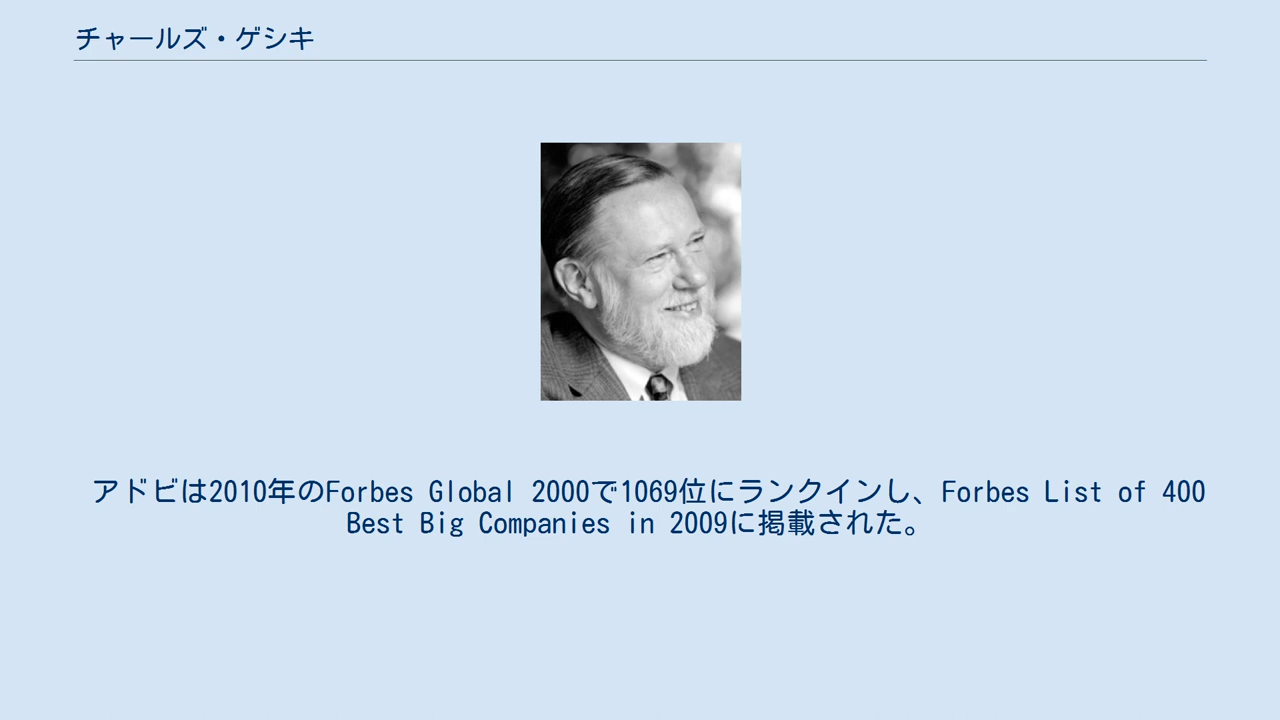 チャールズ・ゲシキ
アドビは2010年のForbes Global 2000で1069位にランクインし、Forbes List of 400
Best Big Companies in 2009に掲載された。